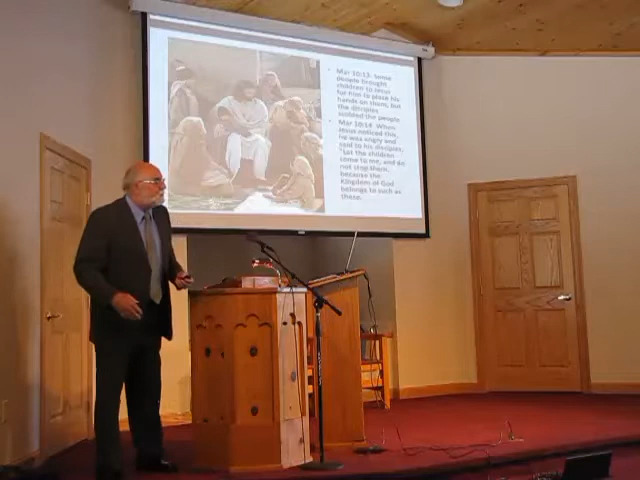 • Mar 10:13 Some
people brought
children to Jesus
for him to place his
hands on them, but
the disciples
scolded the people
• Mar 10:14 When
Jesus noticed this,
he was angry and
said to his disciples,
"Let the children
come to me, and do
not stop them,
because the
Kingdom of God
belongs to such as
these.